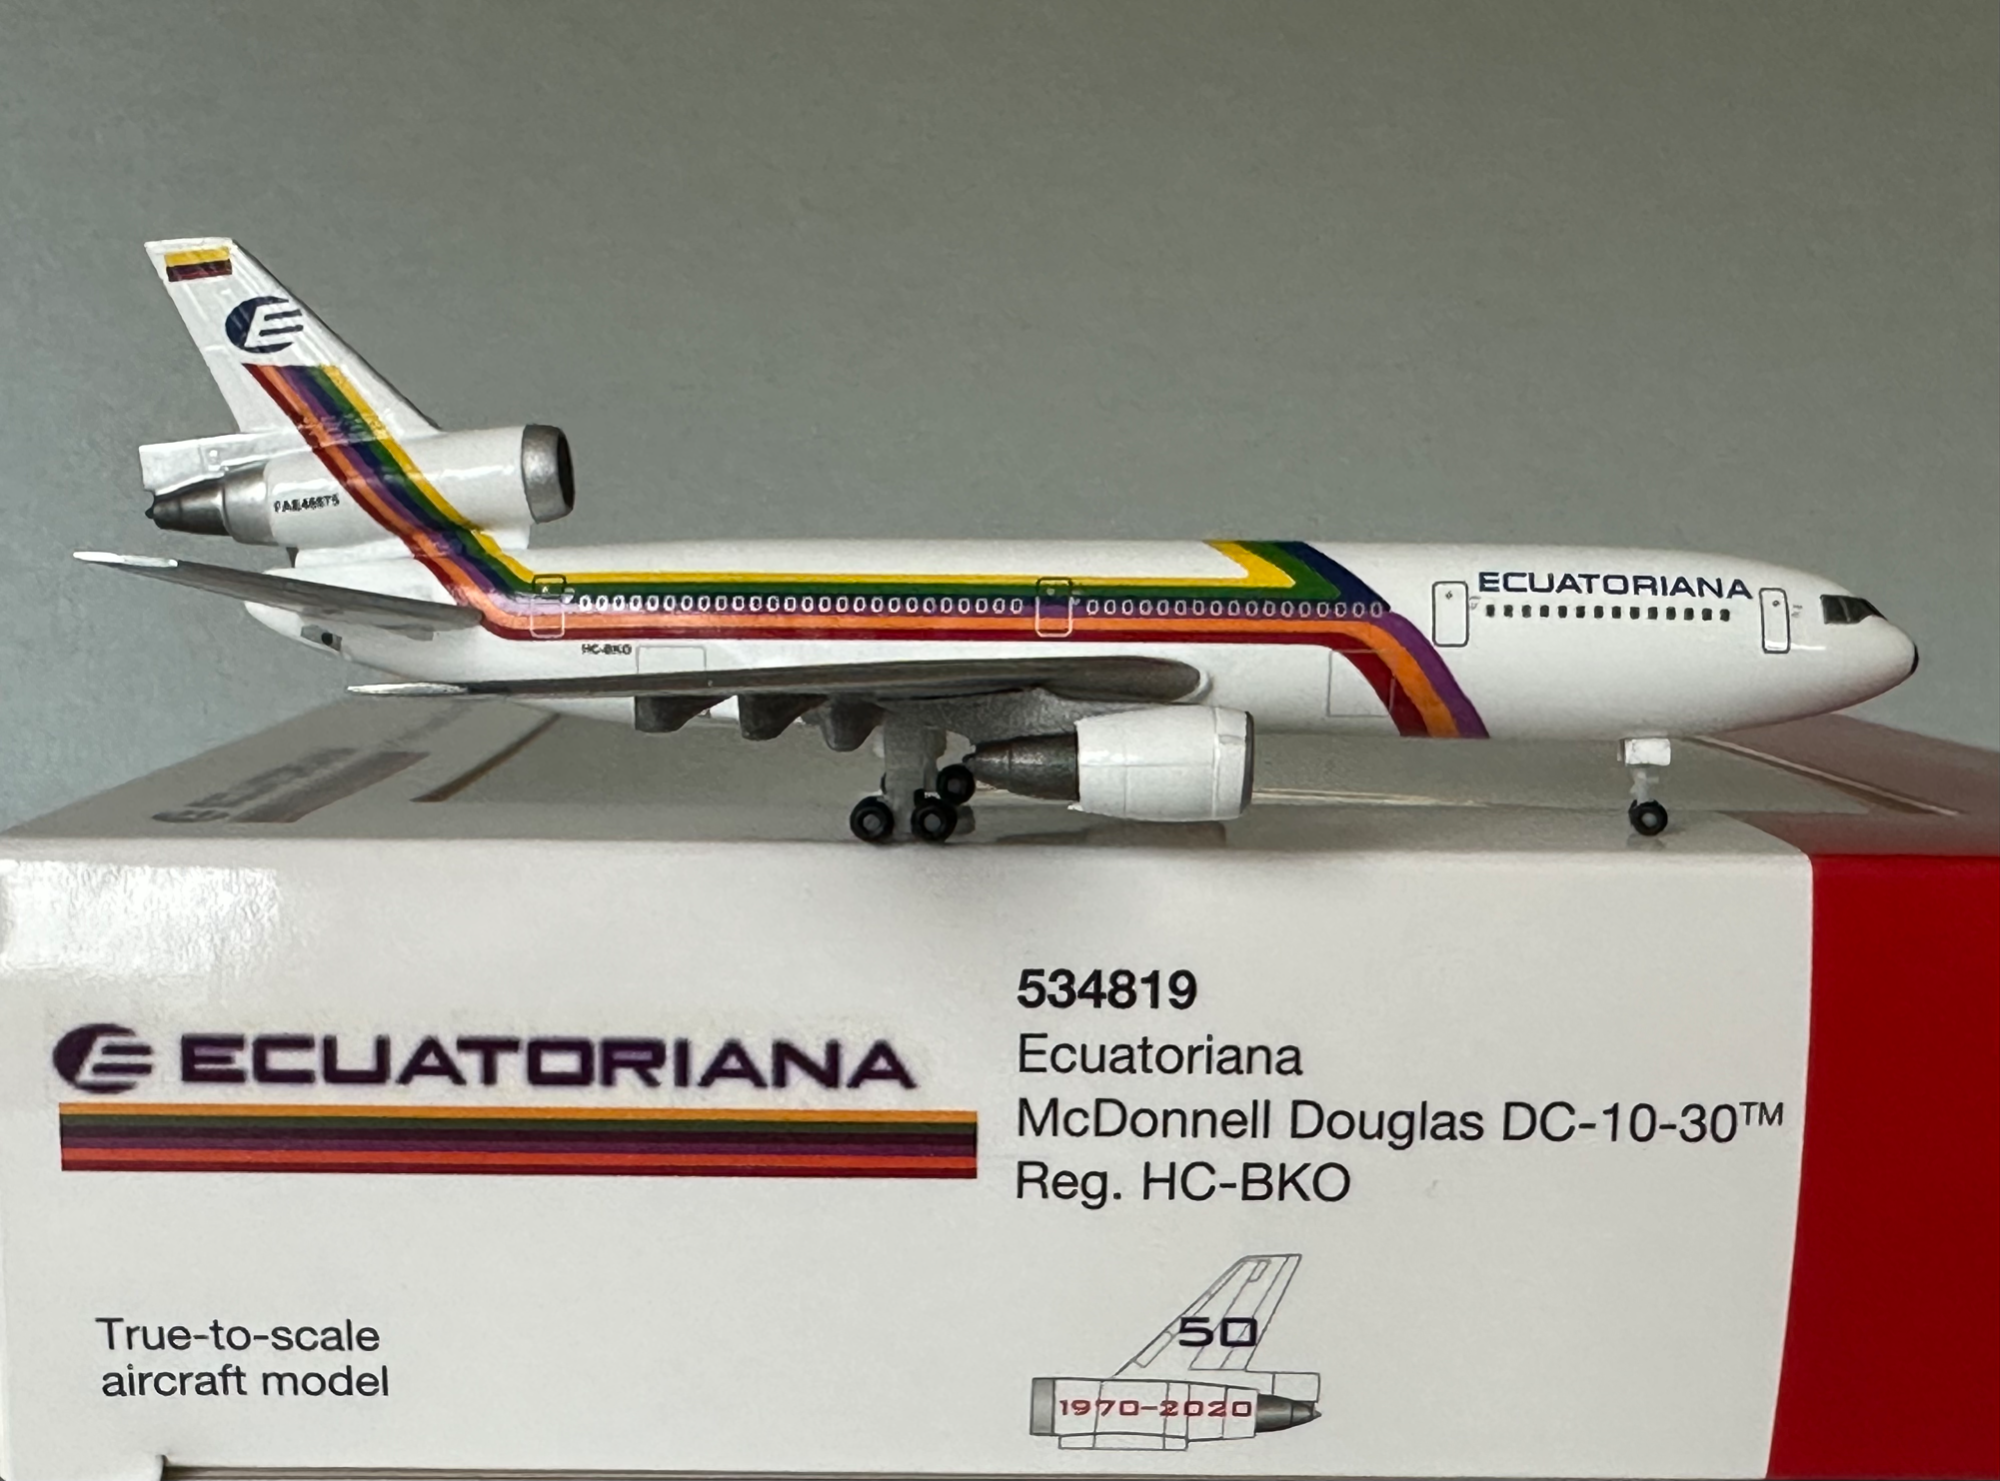 ECUATORIANA
HC-BKO
ECUATORIANA
534819
Ecuatoriana
McDonnell Douglas DC-10-30™
Reg. HC-BKO
True-to-scale
aircraft model
50
1970-2020